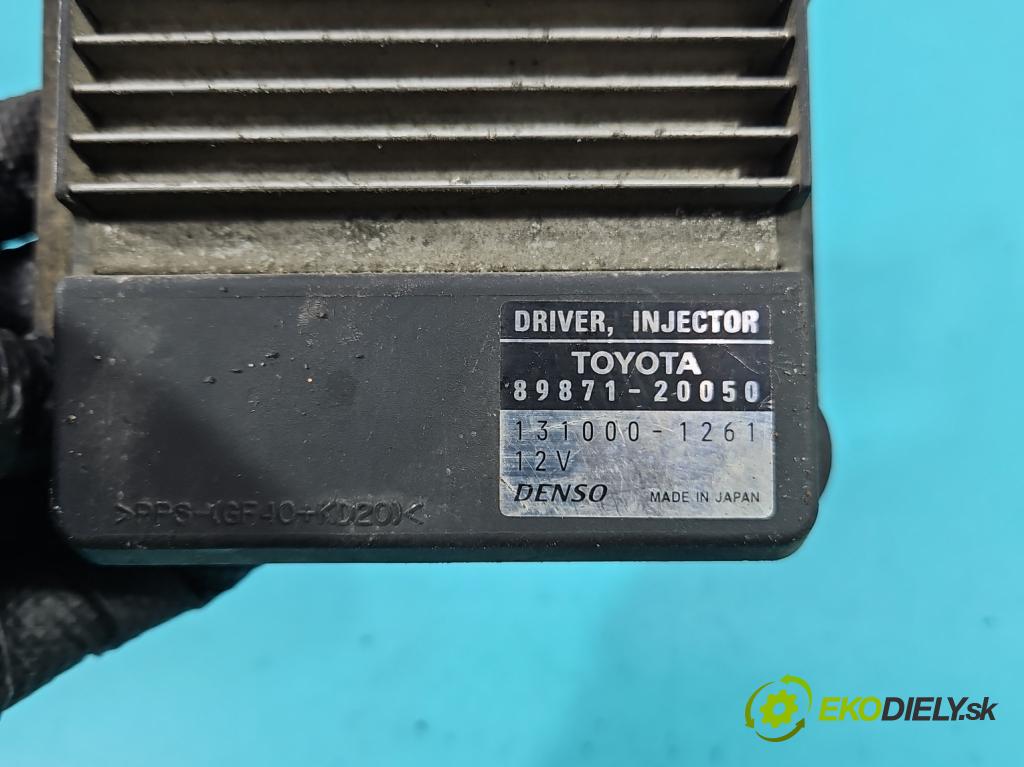 DRIVER, INJECTOR
TOYOTA
89871-20050
131000-1261
12V
DENSO MADE IN JAPAN
>PPS-(GF40+KD20)<
EKODIELY.sk